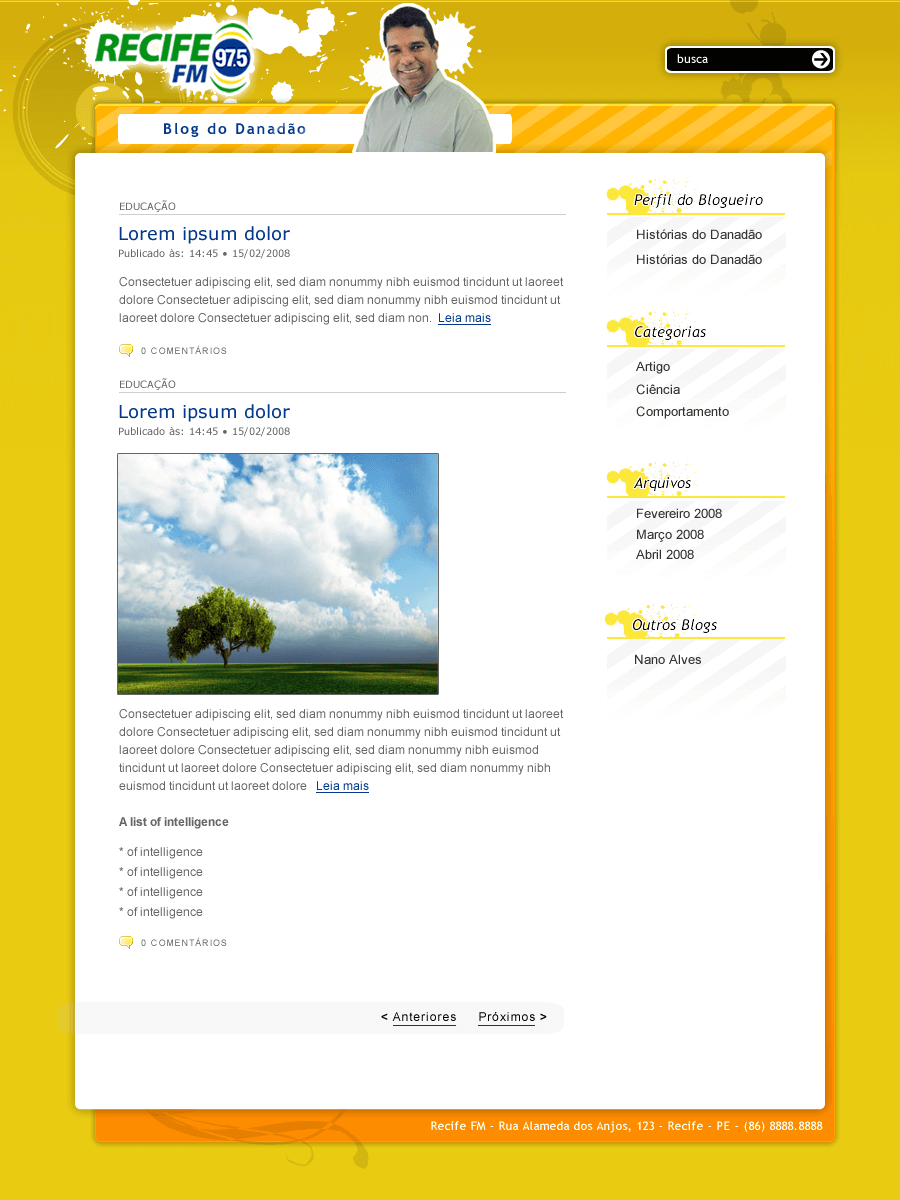 RECIFE
FM 97.5
busca
Blog do Danadão
EDUCAÇÃO
Lorem ipsum dolor
Publicado às: 14:45 • 15/02/2008
Consectetuer adipiscing elit, sed diam nonummy nibh euismod tincidunt ut laoreet
dolore Consectetuer adipiscing elit, sed diam nonummy nibh euismod tincidunt ut
laoreet dolore Consectetuer adipiscing elit, sed diam non. Leia mais
0 COMENTÁRIOS
EDUCAÇÃO
Lorem ipsum dolor
Publicado às: 14:45 • 15/02/2008
Consectetuer adipiscing elit, sed diam nonummy nibh euismod tincidunt ut laoreet
dolore Consectetuer adipiscing elit, sed diam nonummy nibh euismod tincidunt ut
laoreet dolore Consectetuer adipiscing elit, sed diam nonummy nibh euismod
tincidunt ut laoreet dolore Consectetuer adipiscing elit, sed diam nonummy nibh
euismod tincidunt ut laoreet dolore Leia mais
A list of intelligence
* of intelligence
* of intelligence
* of intelligence
* of intelligence
0 COMENTÁRIOS
< Anteriores Próximos >
Perfil do Blogueiro
Histórias do Danadão
Histórias do Danadão
Categorias
Artigo
Ciência
Comportamento
Arquivos
Fevereiro 2008
Março 2008
Abril 2008
Outros Blogs
Nano Alves
Recife FM - Rua Alameda dos Anjos, 123 - Recife - PE - (86) 8888.8888